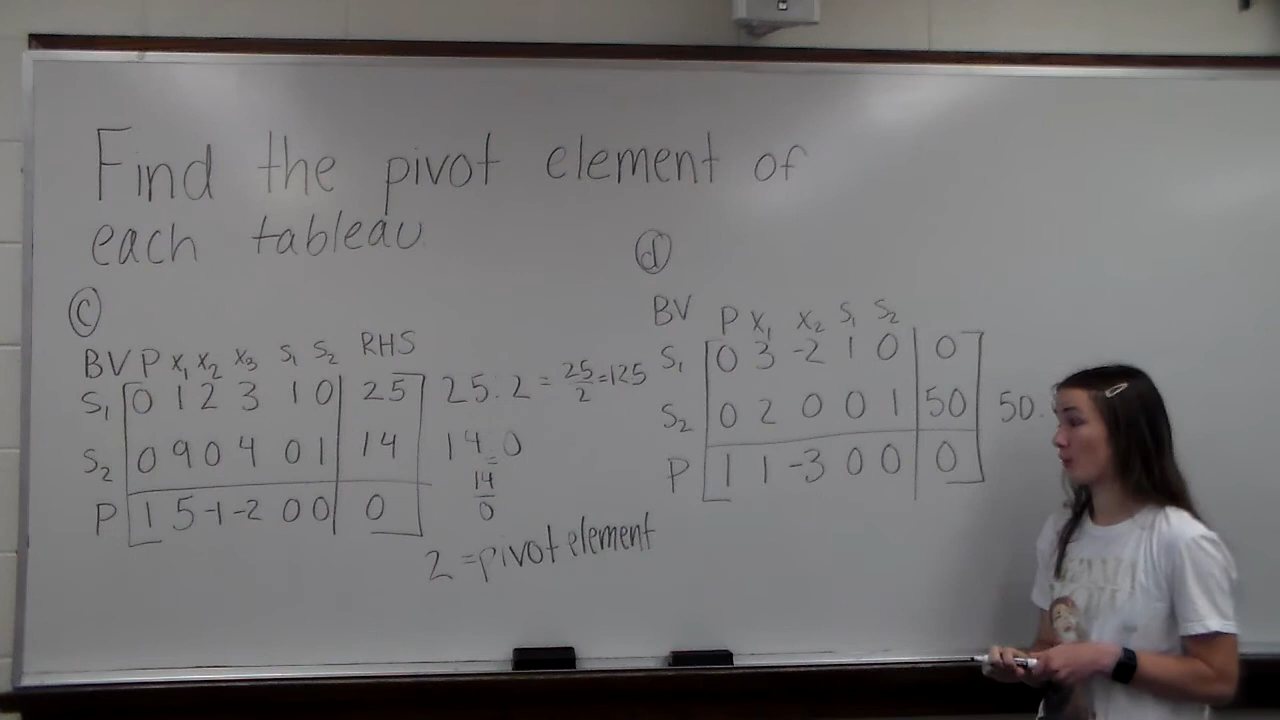 Find the pivot element of
each tableau
C
BV P x₁ x₂ x₃ s₁ s₂ RHS
S₁ 0 1 2 3 1 0 25
S₂ 0 9 0 4 0 1 14
P 1 5 -1 -2 0 0 0
25 ÷ 2 = 25/2 = 125
14 ÷ 0
14/0
2 = pivot element
d
BV P x₁ x₂ s₁ s₂
S₁ 0 3 -2 1 0 0
S₂ 0 2 0 0 1 50
P 1 1 -3 0 0 0
50